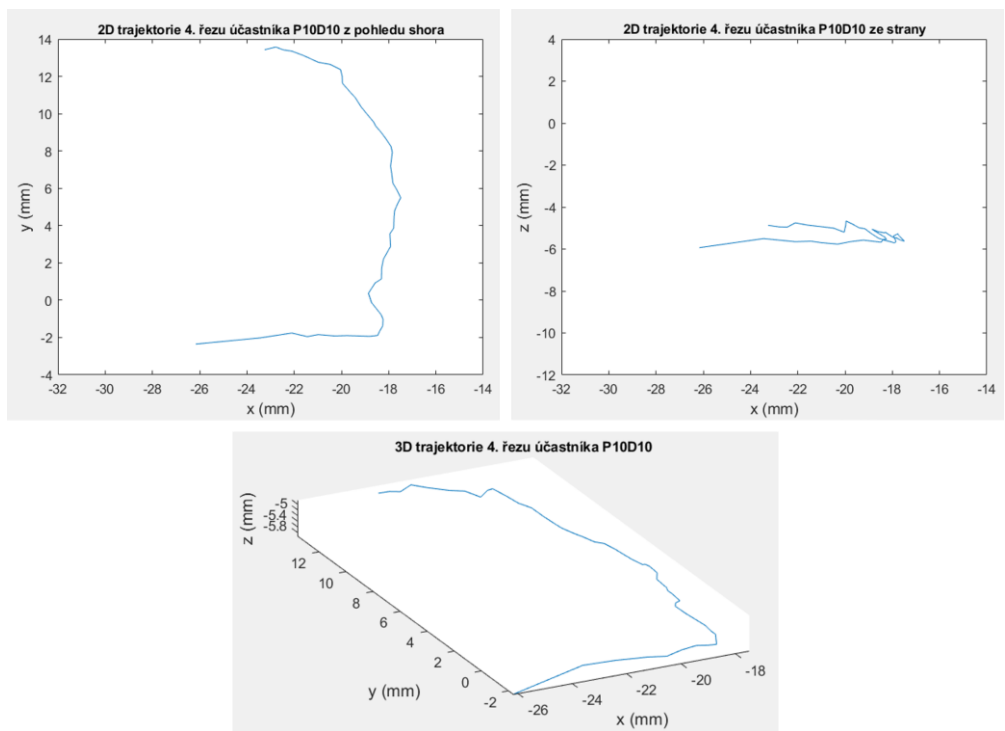 2D trajektorie 4. řezu účastníka P10D10 z pohledu shora
14
12
10
8
6
4
2
0
-2
-4
y (mm)
-32 -30 -28 -26 -24 -22 -20 -18 -16 -14
x (mm)
2D trajektorie 4. řezu účastníka P10D10 ze strany
4
2
0
-2
-4
-6
-8
-10
-12
z (mm)
-32 -30 -28 -26 -24 -22 -20 -18 -16 -14
x (mm)
3D trajektorie 4. řezu účastníka P10D10
z (mm)
-5
-5.4
-5.8
12
10
8
6
4
2
0
-2
y (mm)
-26 -24 -22 -20 -18
x (mm)